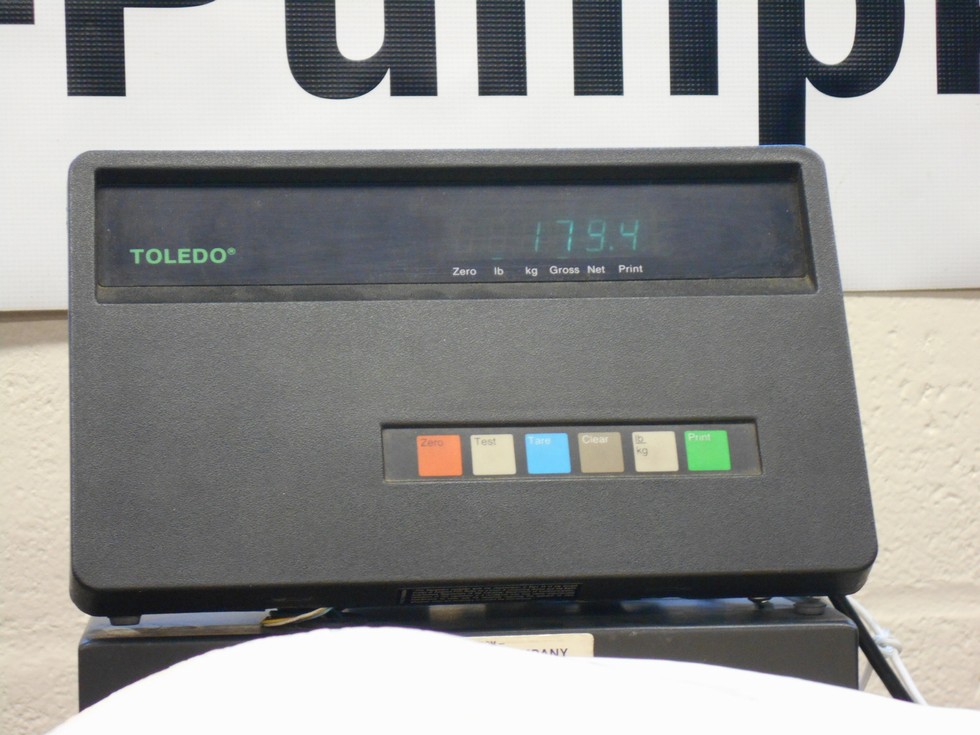 -Pump
179.4
TOLEDO®
Zero lb kg Gross Net Print
Zero Test Tare Clear lb kg Print